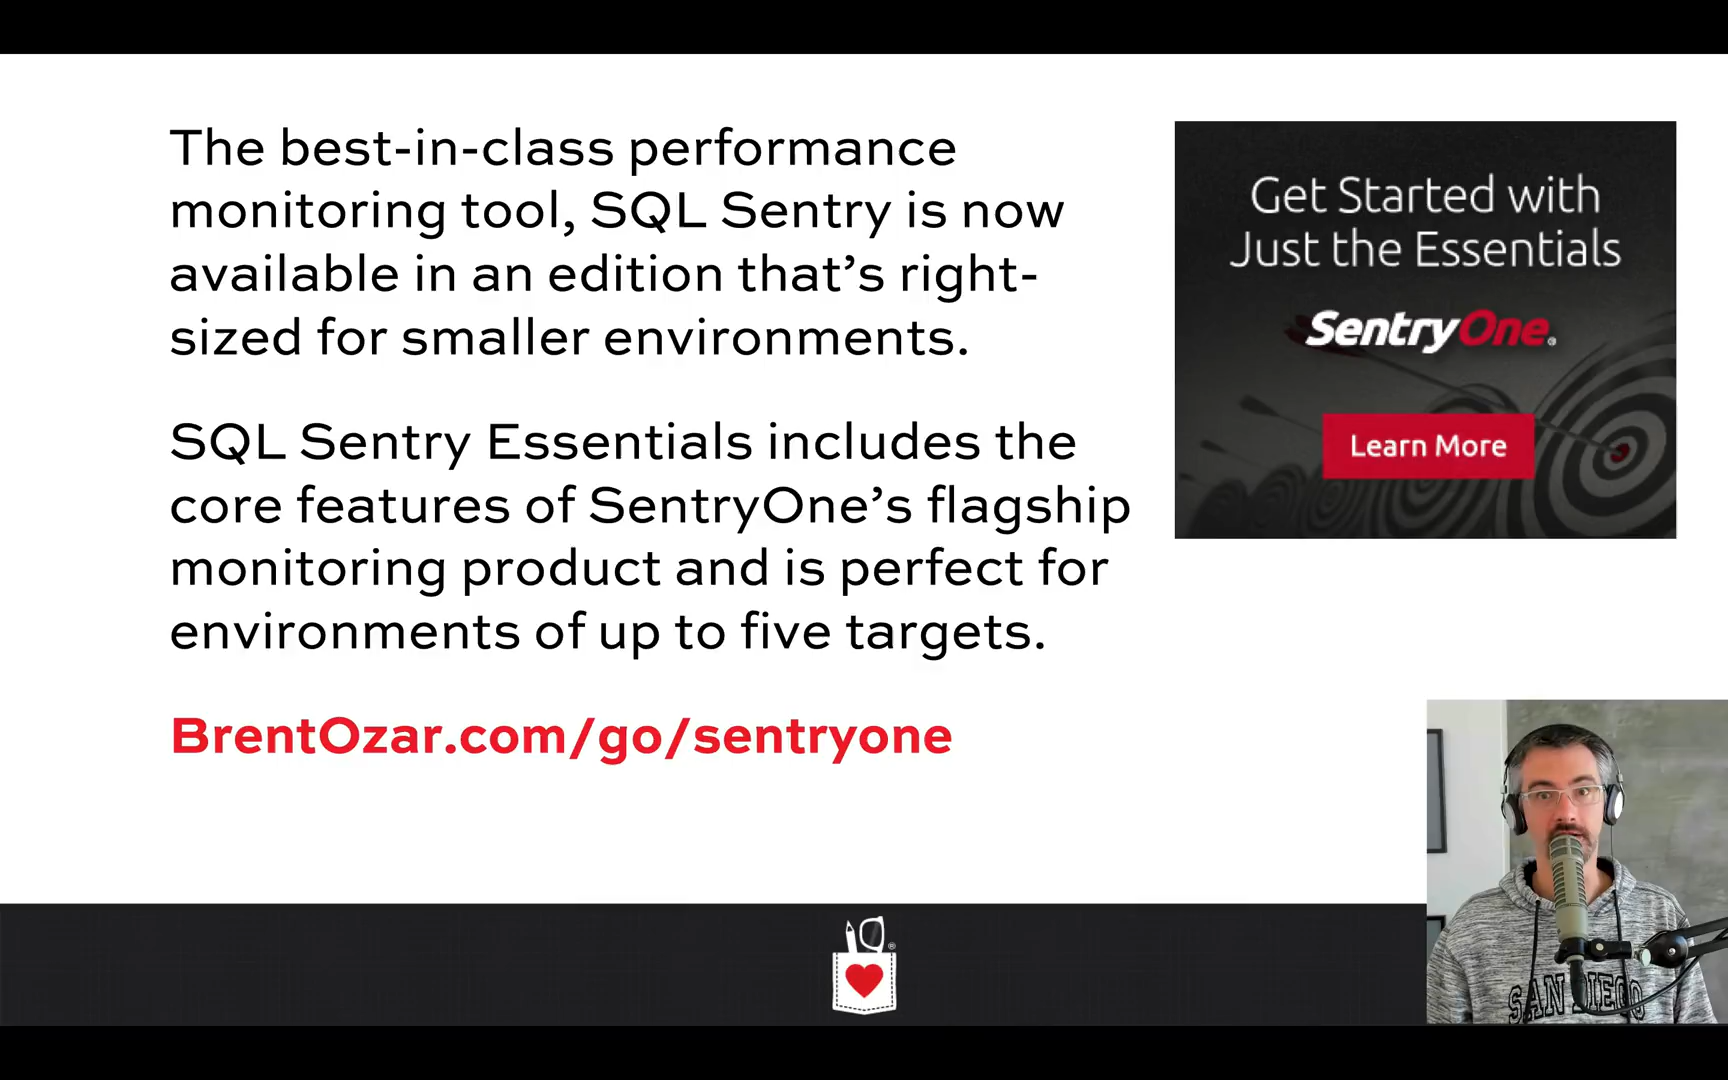 The best-in-class performance
monitoring tool, SQL Sentry is now
available in an edition that’s right-
sized for smaller environments.
SQL Sentry Essentials includes the
core features of SentryOne’s flagship
monitoring product and is perfect for
environments of up to five targets.
BrentOzar.com/go/sentryone
Get Started with
Just the Essentials
SentryOne®
Learn More
®
SAN DIEGO